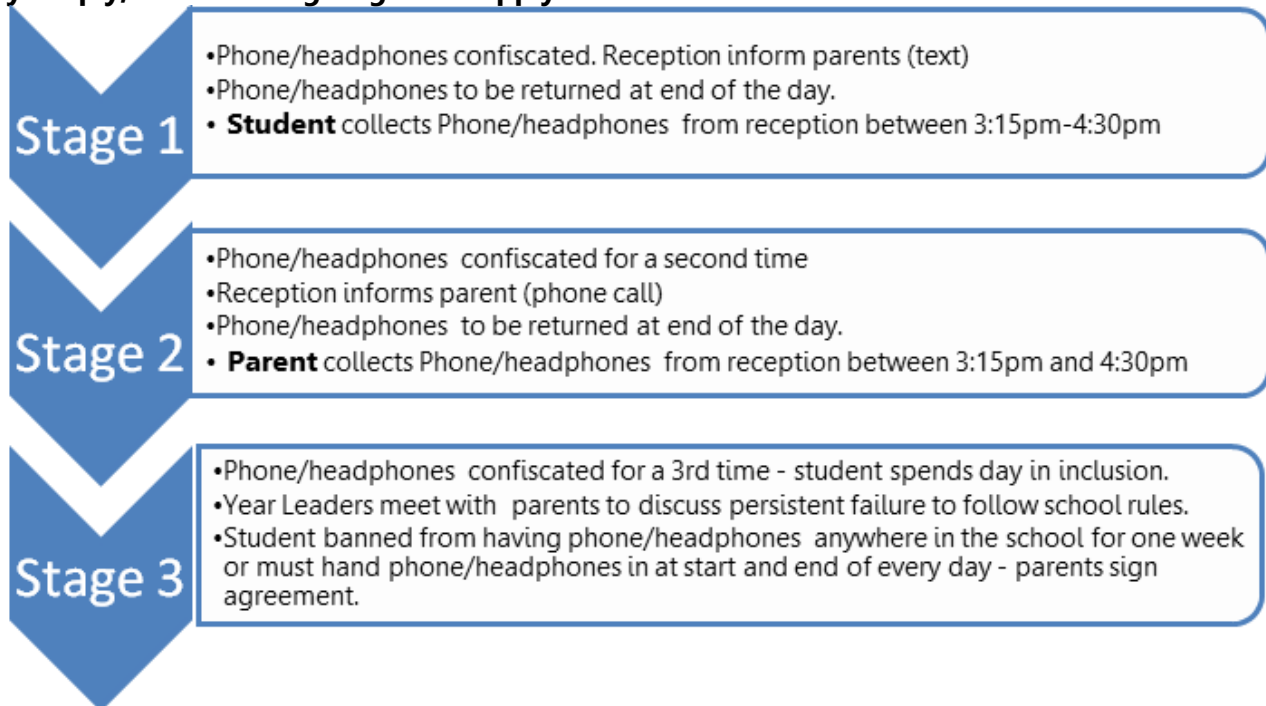 Stage 1
•Phone/headphones confiscated. Reception inform parents (text)
•Phone/headphones to be returned at end of the day.
• Student collects Phone/headphones from reception between 3:15pm-4:30pm
Stage 2
•Phone/headphones confiscated for a second time
•Reception informs parent (phone call)
•Phone/headphones to be returned at end of the day.
• Parent collects Phone/headphones from reception between 3:15pm and 4:30pm
Stage 3
•Phone/headphones confiscated for a 3rd time - student spends day in inclusion.
•Year Leaders meet with parents to discuss persistent failure to follow school rules.
•Student banned from having phone/headphones anywhere in the school for one week
or must hand phone/headphones in at start and end of every day - parents sign
agreement.